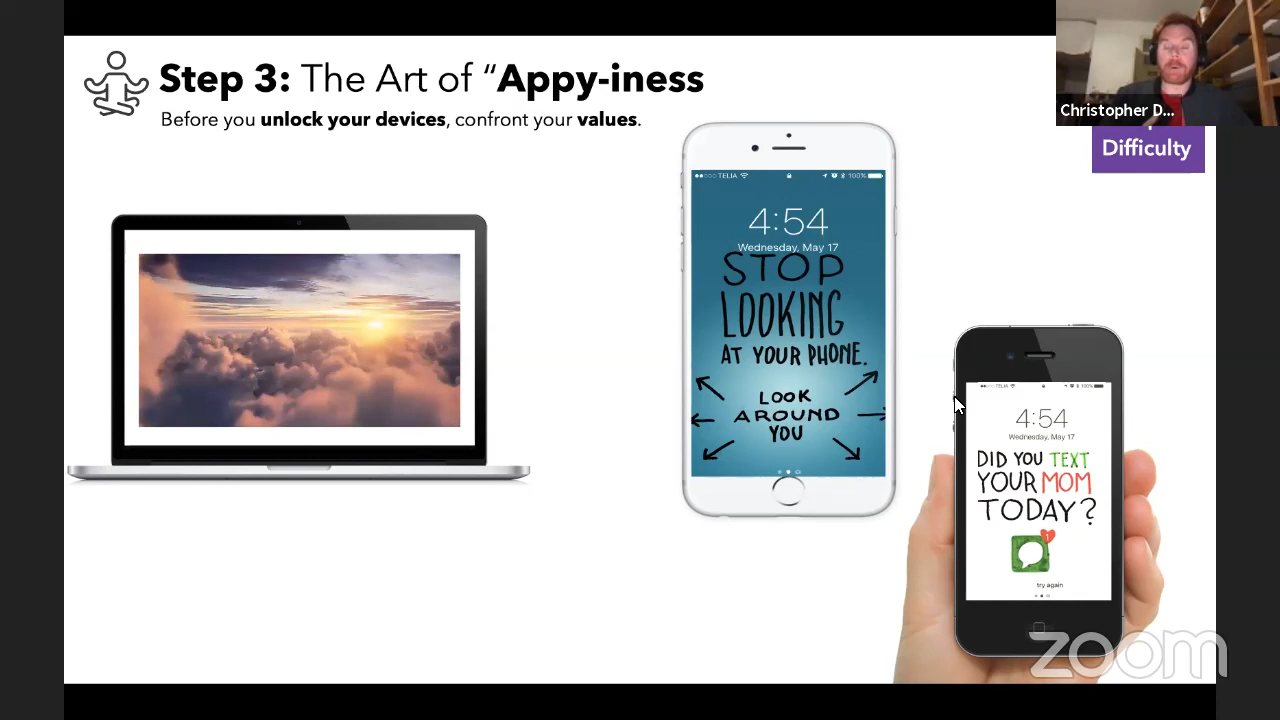 Step 3: The Art of “Appy-iness
Before you unlock your devices, confront your values.
Christopher D...
Difficulty
TELIA 100%
4:54
Wednesday, May 17
STOP
LOOKING
AT YOUR PHONE.
LOOK
AROUND
YOU
TELIA 100%
4:54
Wednesday, May 17
DID YOU TEXT
YOUR MOM
TODAY?
1
try again
zoom